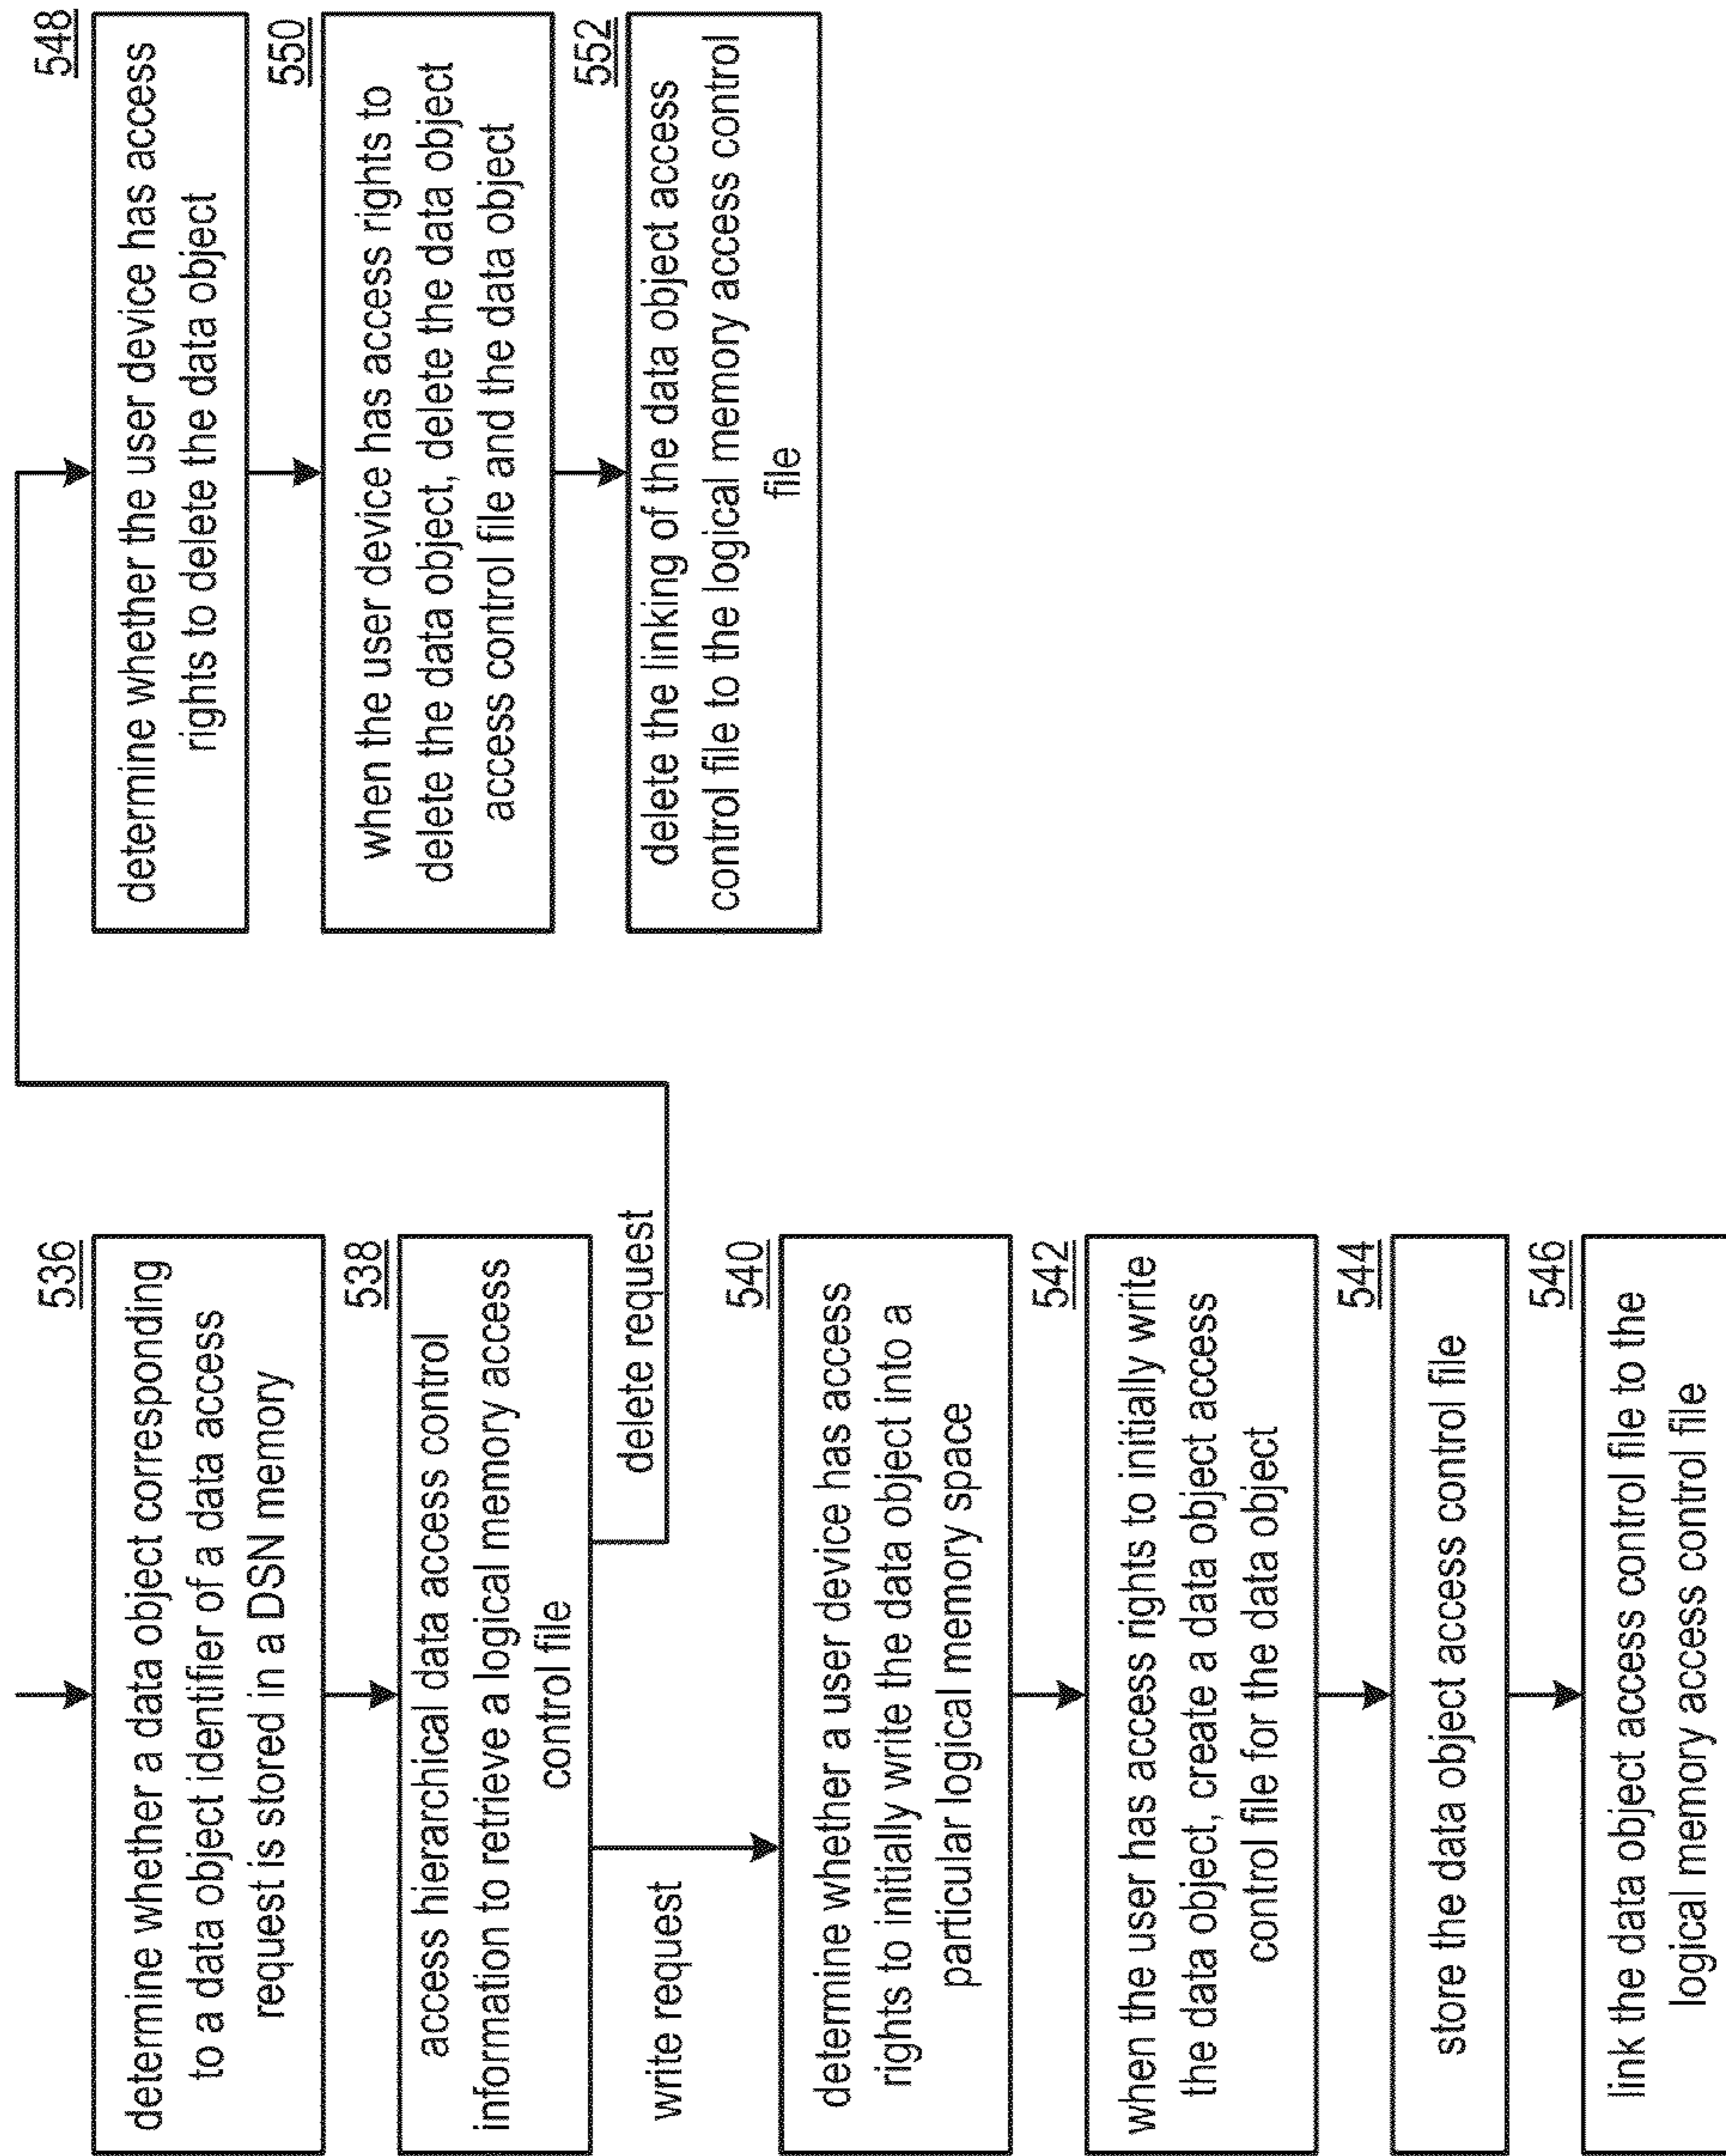 536
determine whether a data object corresponding
to a data object identifier of a data access
request is stored in a DSN memory
538
access hierarchical data access control
information to retrieve a logical memory access
control file
write request
delete request
540
determine whether a user device has access
rights to initially write the data object into a
particular logical memory space
542
when the user has access rights to initially write
the data object, create a data object access
control file for the data object
544
store the data object access control file
546
link the data object access control file to the
logical memory access control file
548
determine whether the user device has access
rights to delete the data object
550
when the user device has access rights to
delete the data object, delete the data object
access control file and the data object
552
delete the linking of the data object access
control file to the logical memory access control
file